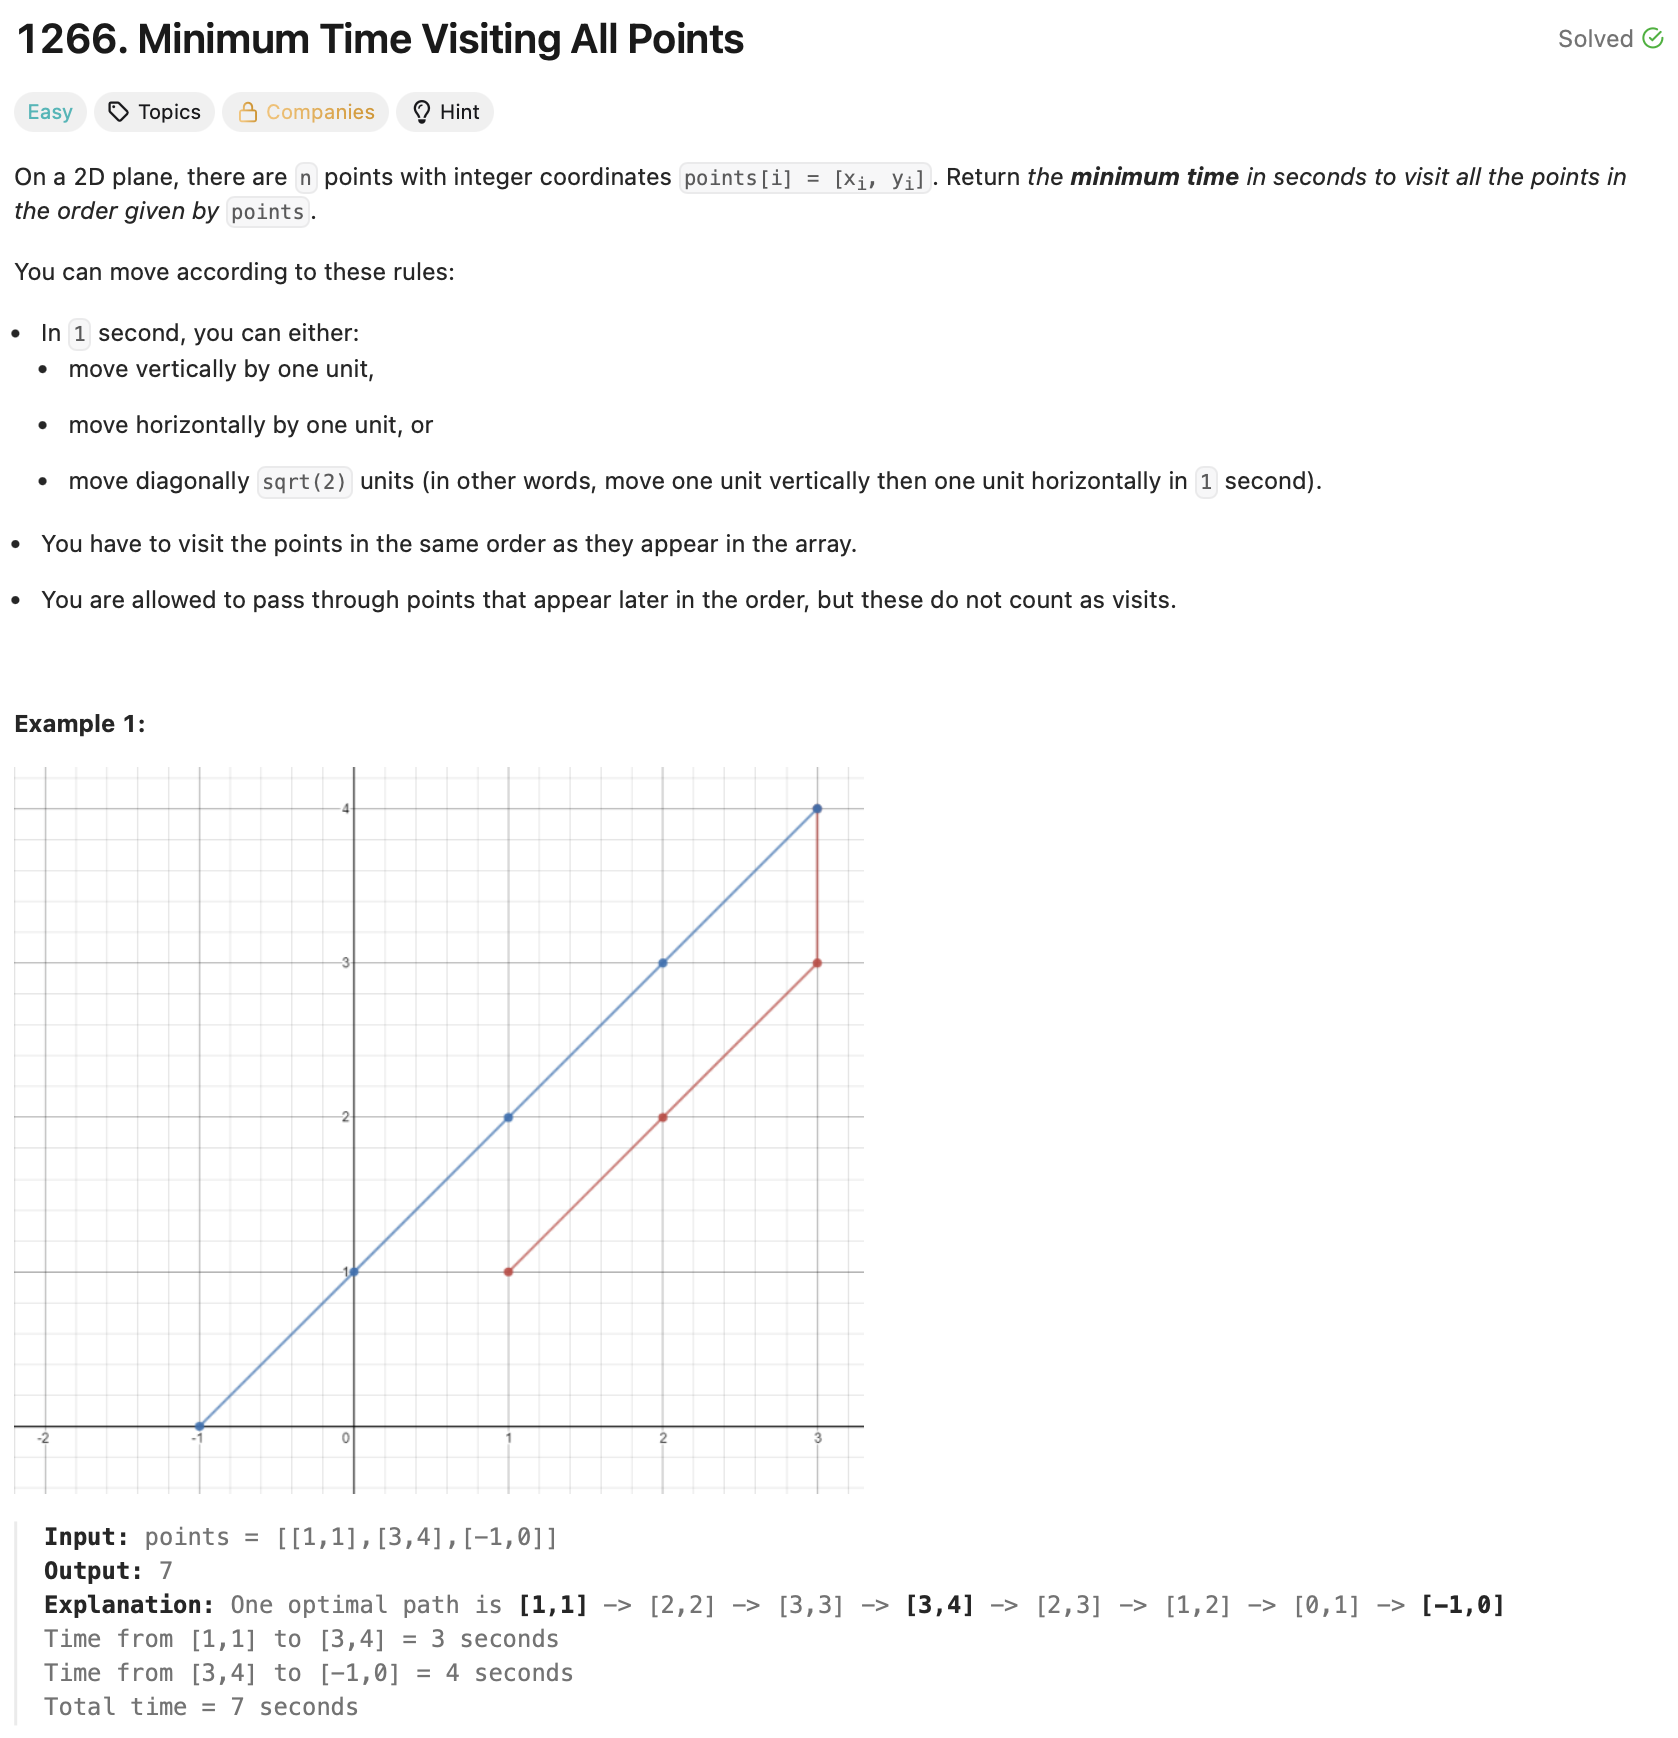 1266. Minimum Time Visiting All Points
Solved
Easy Topics Companies Hint
On a 2D plane, there are n points with integer coordinates points[i] = [xi, yi]. Return the minimum time in seconds to visit all the points in
the order given by points.
You can move according to these rules:
• In 1 second, you can either:
• move vertically by one unit,
• move horizontally by one unit, or
• move diagonally sqrt(2) units (in other words, move one unit vertically then one unit horizontally in 1 second).
• You have to visit the points in the same order as they appear in the array.
• You are allowed to pass through points that appear later in the order, but these do not count as visits.
Example 1:
4
3
2
1
-2 -1 0 1 2 3
Input: points = [[1,1],[3,4],[-1,0]]
Output: 7
Explanation: One optimal path is [1,1] -> [2,2] -> [3,3] -> [3,4] -> [2,3] -> [1,2] -> [0,1] -> [-1,0]
Time from [1,1] to [3,4] = 3 seconds
Time from [3,4] to [-1,0] = 4 seconds
Total time = 7 seconds